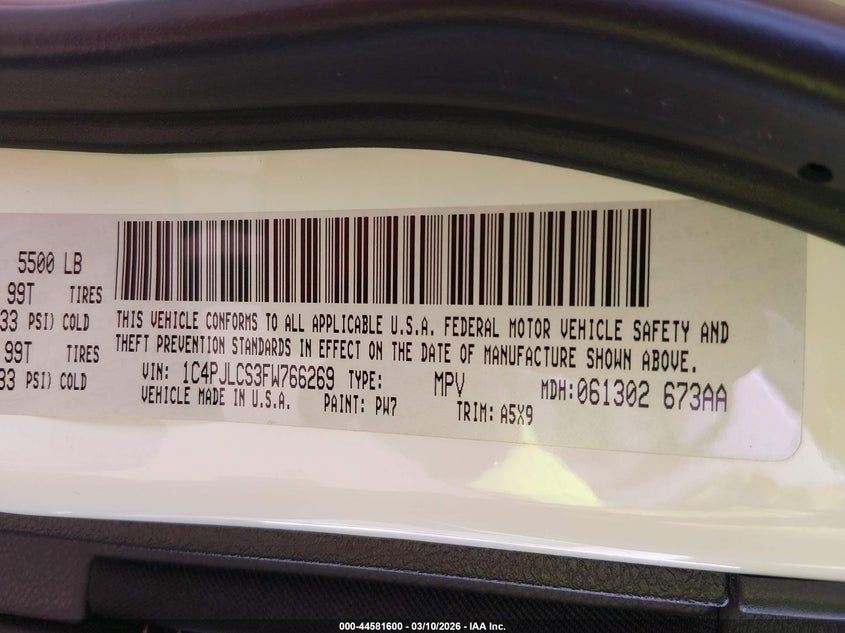 5500 LB
99T TIRES
33 PSI) COLD
99T TIRES
33 PSI) COLD
THIS VEHICLE CONFORMS TO ALL APPLICABLE U.S.A. FEDERAL MOTOR VEHICLE SAFETY AND
THEFT PREVENTION STANDARDS IN EFFECT ON THE DATE OF MANUFACTURE SHOWN ABOVE.
VIN: 1C4PJLCS3FW766269 TYPE: MPV MDH:061302 673AA
VEHICLE MADE IN U.S.A. PAINT: PW7 TRIM: A5X9
000-44581600 - 03/10/2026 - IAA Inc.